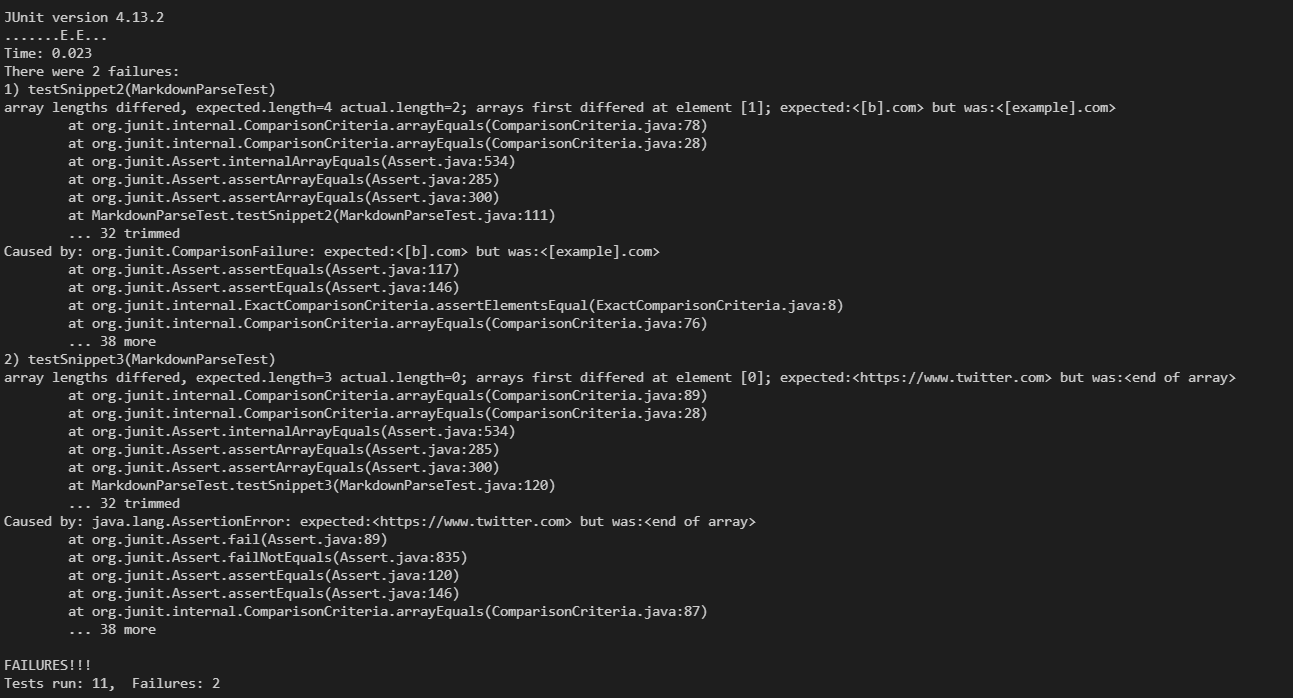 JUnit version 4.13.2
.......E.E...
Time: 0.023
There were 2 failures:
1) testSnippet2(MarkdownParseTest)
array lengths differed, expected.length=4 actual.length=2; arrays first differed at element [1]; expected:<[b].com> but was:<[example].com>
        at org.junit.internal.ComparisonCriteria.arrayEquals(ComparisonCriteria.java:78)
        at org.junit.internal.ComparisonCriteria.arrayEquals(ComparisonCriteria.java:28)
        at org.junit.Assert.internalArrayEquals(Assert.java:534)
        at org.junit.Assert.assertArrayEquals(Assert.java:285)
        at org.junit.Assert.assertArrayEquals(Assert.java:300)
        at MarkdownParseTest.testSnippet2(MarkdownParseTest.java:111)
        ... 32 trimmed
Caused by: org.junit.ComparisonFailure: expected:<[b].com> but was:<[example].com>
        at org.junit.Assert.assertEquals(Assert.java:117)
        at org.junit.Assert.assertEquals(Assert.java:146)
        at org.junit.internal.ExactComparisonCriteria.assertElementsEqual(ExactComparisonCriteria.java:8)
        at org.junit.internal.ComparisonCriteria.arrayEquals(ComparisonCriteria.java:76)
        ... 38 more
2) testSnippet3(MarkdownParseTest)
array lengths differed, expected.length=3 actual.length=0; arrays first differed at element [0]; expected:<https://www.twitter.com> but was:<end of array>
        at org.junit.internal.ComparisonCriteria.arrayEquals(ComparisonCriteria.java:89)
        at org.junit.internal.ComparisonCriteria.arrayEquals(ComparisonCriteria.java:28)
        at org.junit.Assert.internalArrayEquals(Assert.java:534)
        at org.junit.Assert.assertArrayEquals(Assert.java:285)
        at org.junit.Assert.assertArrayEquals(Assert.java:300)
        at MarkdownParseTest.testSnippet3(MarkdownParseTest.java:120)
        ... 32 trimmed
Caused by: java.lang.AssertionError: expected:<https://www.twitter.com> but was:<end of array>
        at org.junit.Assert.fail(Assert.java:89)
        at org.junit.Assert.failNotEquals(Assert.java:835)
        at org.junit.Assert.assertEquals(Assert.java:120)
        at org.junit.Assert.assertEquals(Assert.java:146)
        at org.junit.internal.ComparisonCriteria.arrayEquals(ComparisonCriteria.java:87)
        ... 38 more

FAILURES!!!
Tests run: 11,  Failures: 2